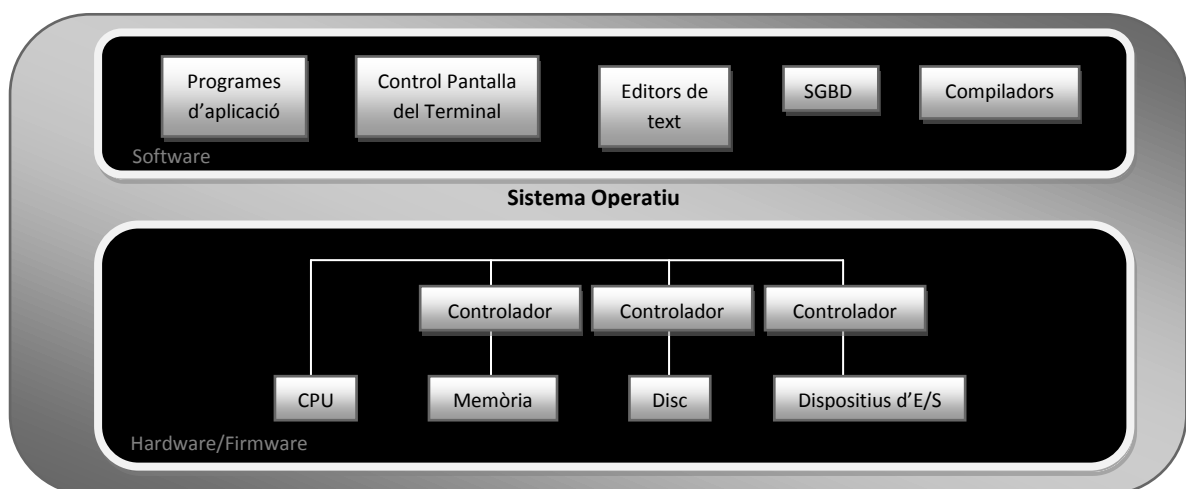 Programes
d’aplicació
Control Pantalla
del Terminal
Editors de
text
SGBD
Compiladors
Software
Sistema Operatiu
Controlador
Controlador
Controlador
CPU
Memòria
Disc
Dispositius d’E/S
Hardware/Firmware